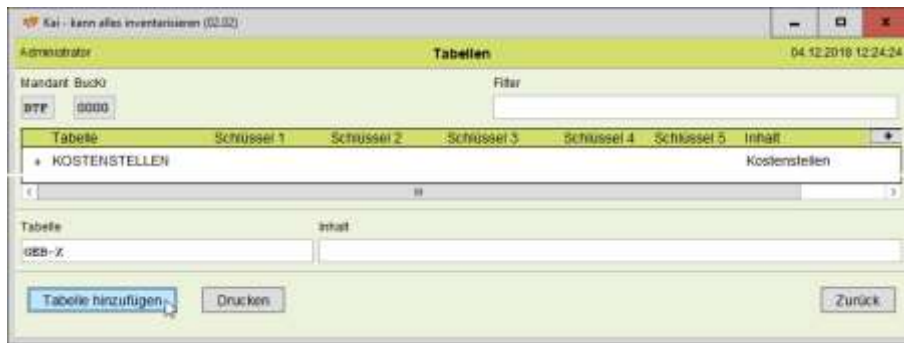 Kai - kann alles inventarisieren (02.02)
Administrator Tabellen 04.12.2018 12:24:24
Mandant BucKr Filter
DTP 0000
Tabelle Schlüssel 1 Schlüssel 2 Schlüssel 3 Schlüssel 4 Schlüssel 5 Inhalt +
+ KOSTENSTELLEN Kostenstellen
Tabelle Inhalt
GEB-Z
Tabelle hinzufügen Drucken Zurück